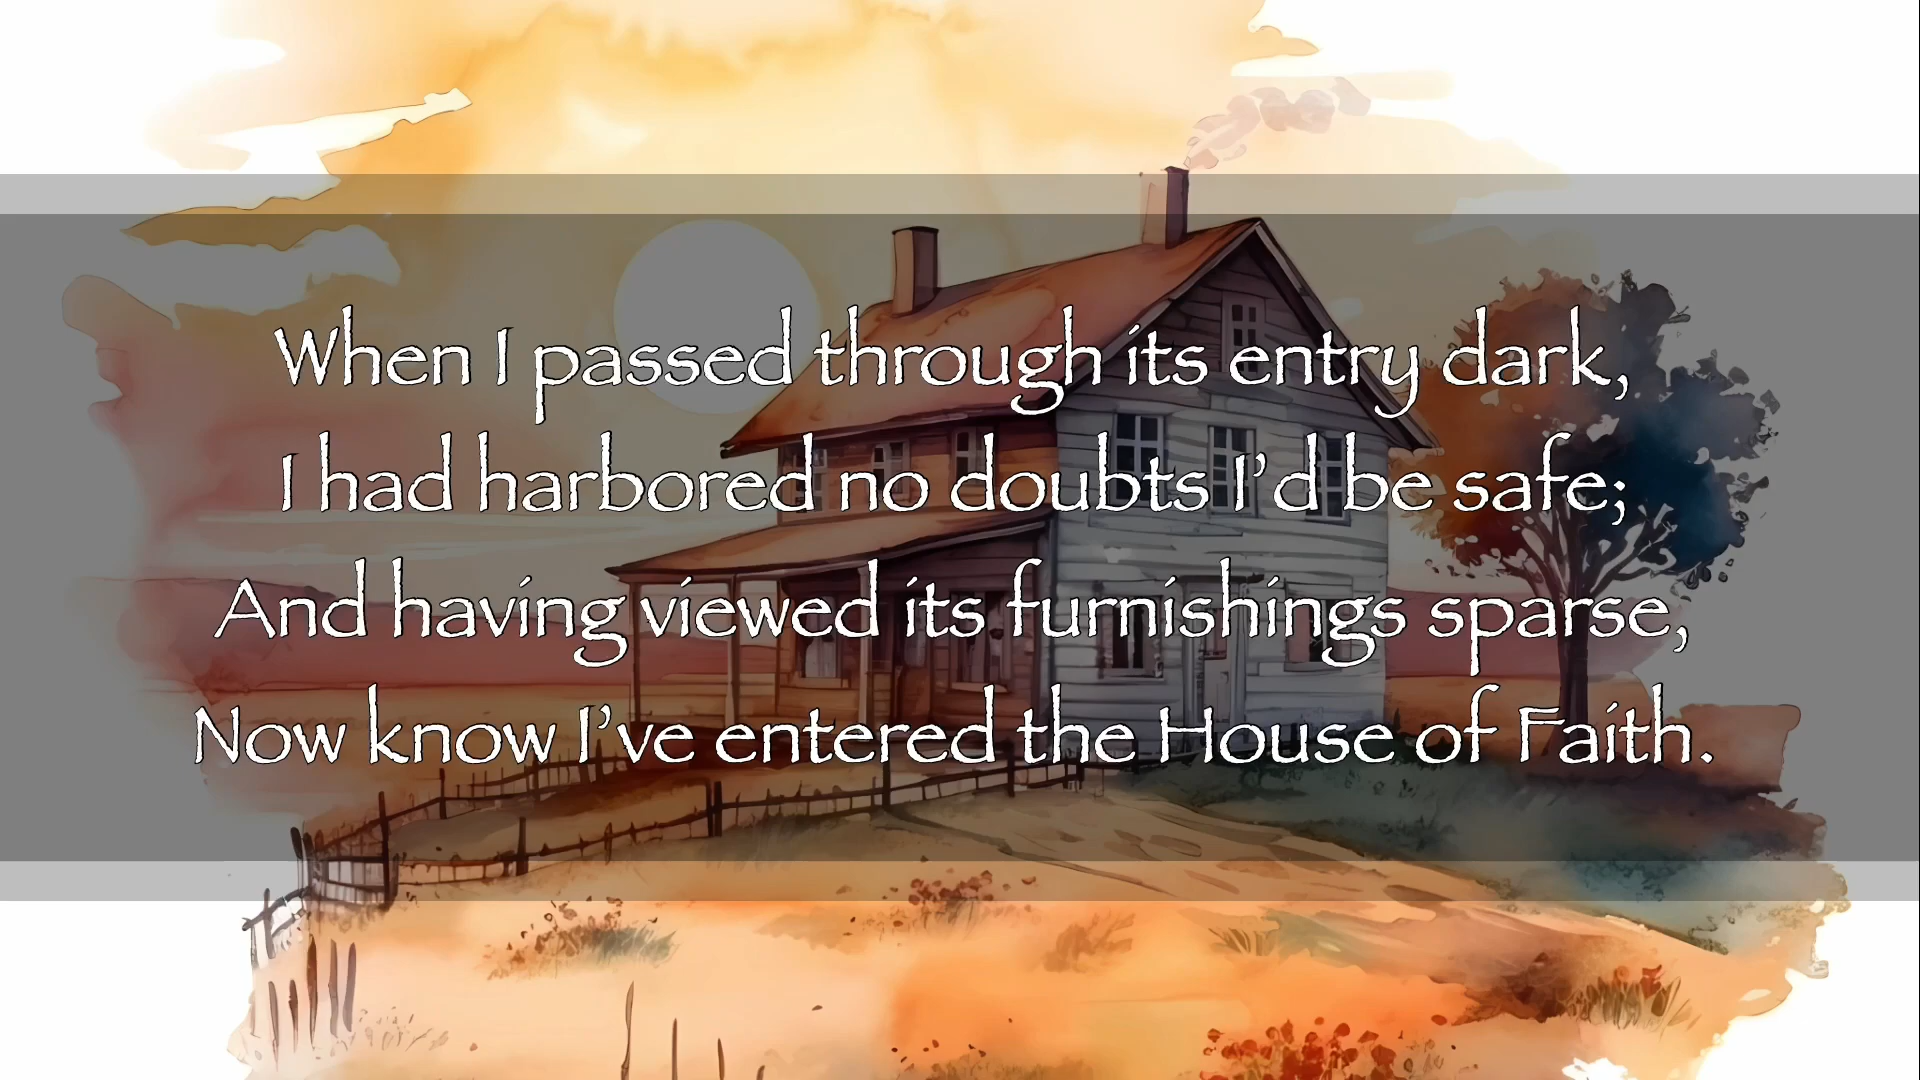 When I passed through its entry dark,
I had harbored no doubts I’d be safe;
And having viewed its furnishings sparse,
Now know I’ve entered the House of Faith.